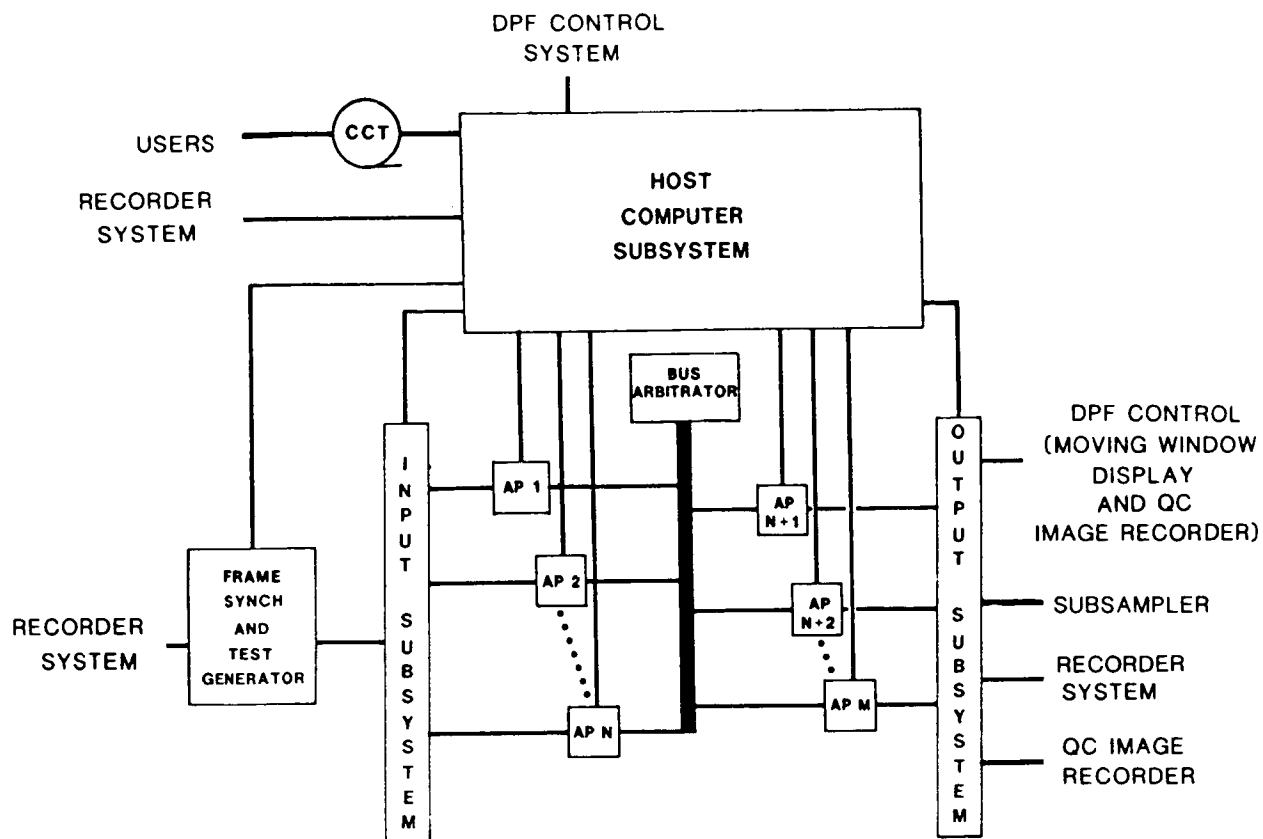 DPF CONTROL
SYSTEM
USERS
CCT
RECORDER
SYSTEM
HOST
COMPUTER
SUBSYSTEM
BUS
ARBITRATOR
INPUT SUBSYSTEM
AP 1
AP 2
AP N
AP
N+1
AP
N+2
AP M
OUTPUT SUBSYSTEM
FRAME
SYNCH
AND
TEST
GENERATOR
RECORDER
SYSTEM
DPF CONTROL
(MOVING WINDOW
DISPLAY
AND QC
IMAGE RECORDER)
SUBSAMPLER
RECORDER
SYSTEM
QC IMAGE
RECORDER